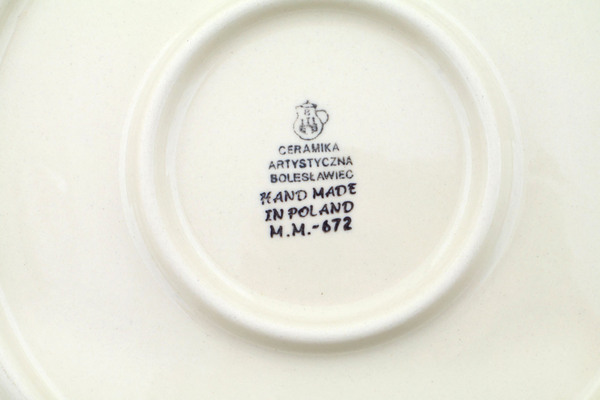 CERAMIKA
ARTYSTYCZNA
BOLESŁAWIEC
HAND MADE
IN POLAND
M.M.-672